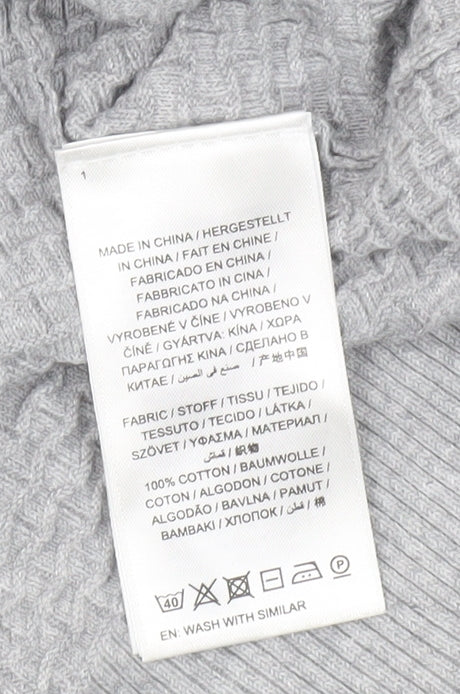 1
MADE IN CHINA / HERGESTELLT
IN CHINA / FAIT EN CHINE /
FABRICADO EN CHINA /
FABBRICATO IN CINA /
FABRICADO NA CHINA /
VYROBENÉ V ČÍNE / VYROBENO V
ČÍNĚ / GYÁRTVA: KÍNA / ΧΩΡΑ
ΠΑΡΑΓΩΓΗΣ ΚΙΝΑ / СДЕЛАНО В
КИТАЕ / صنع في الصين / 产地中国
FABRIC / STOFF / TISSU / TEJIDO /
TESSUTO / TECIDO / LÁTKA /
SZÖVET / ΥΦΑΣΜΑ / МАТЕРИАЛ /
قماش / 织物
100% COTTON / BAUMWOLLE /
COTON / ALGODON / COTONE /
ALGODÃO / BAVLNA / PAMUT /
ΒΑΜΒΑΚΙ / ХЛОПОК / قطن / 棉
40 P
EN: WASH WITH SIMILAR